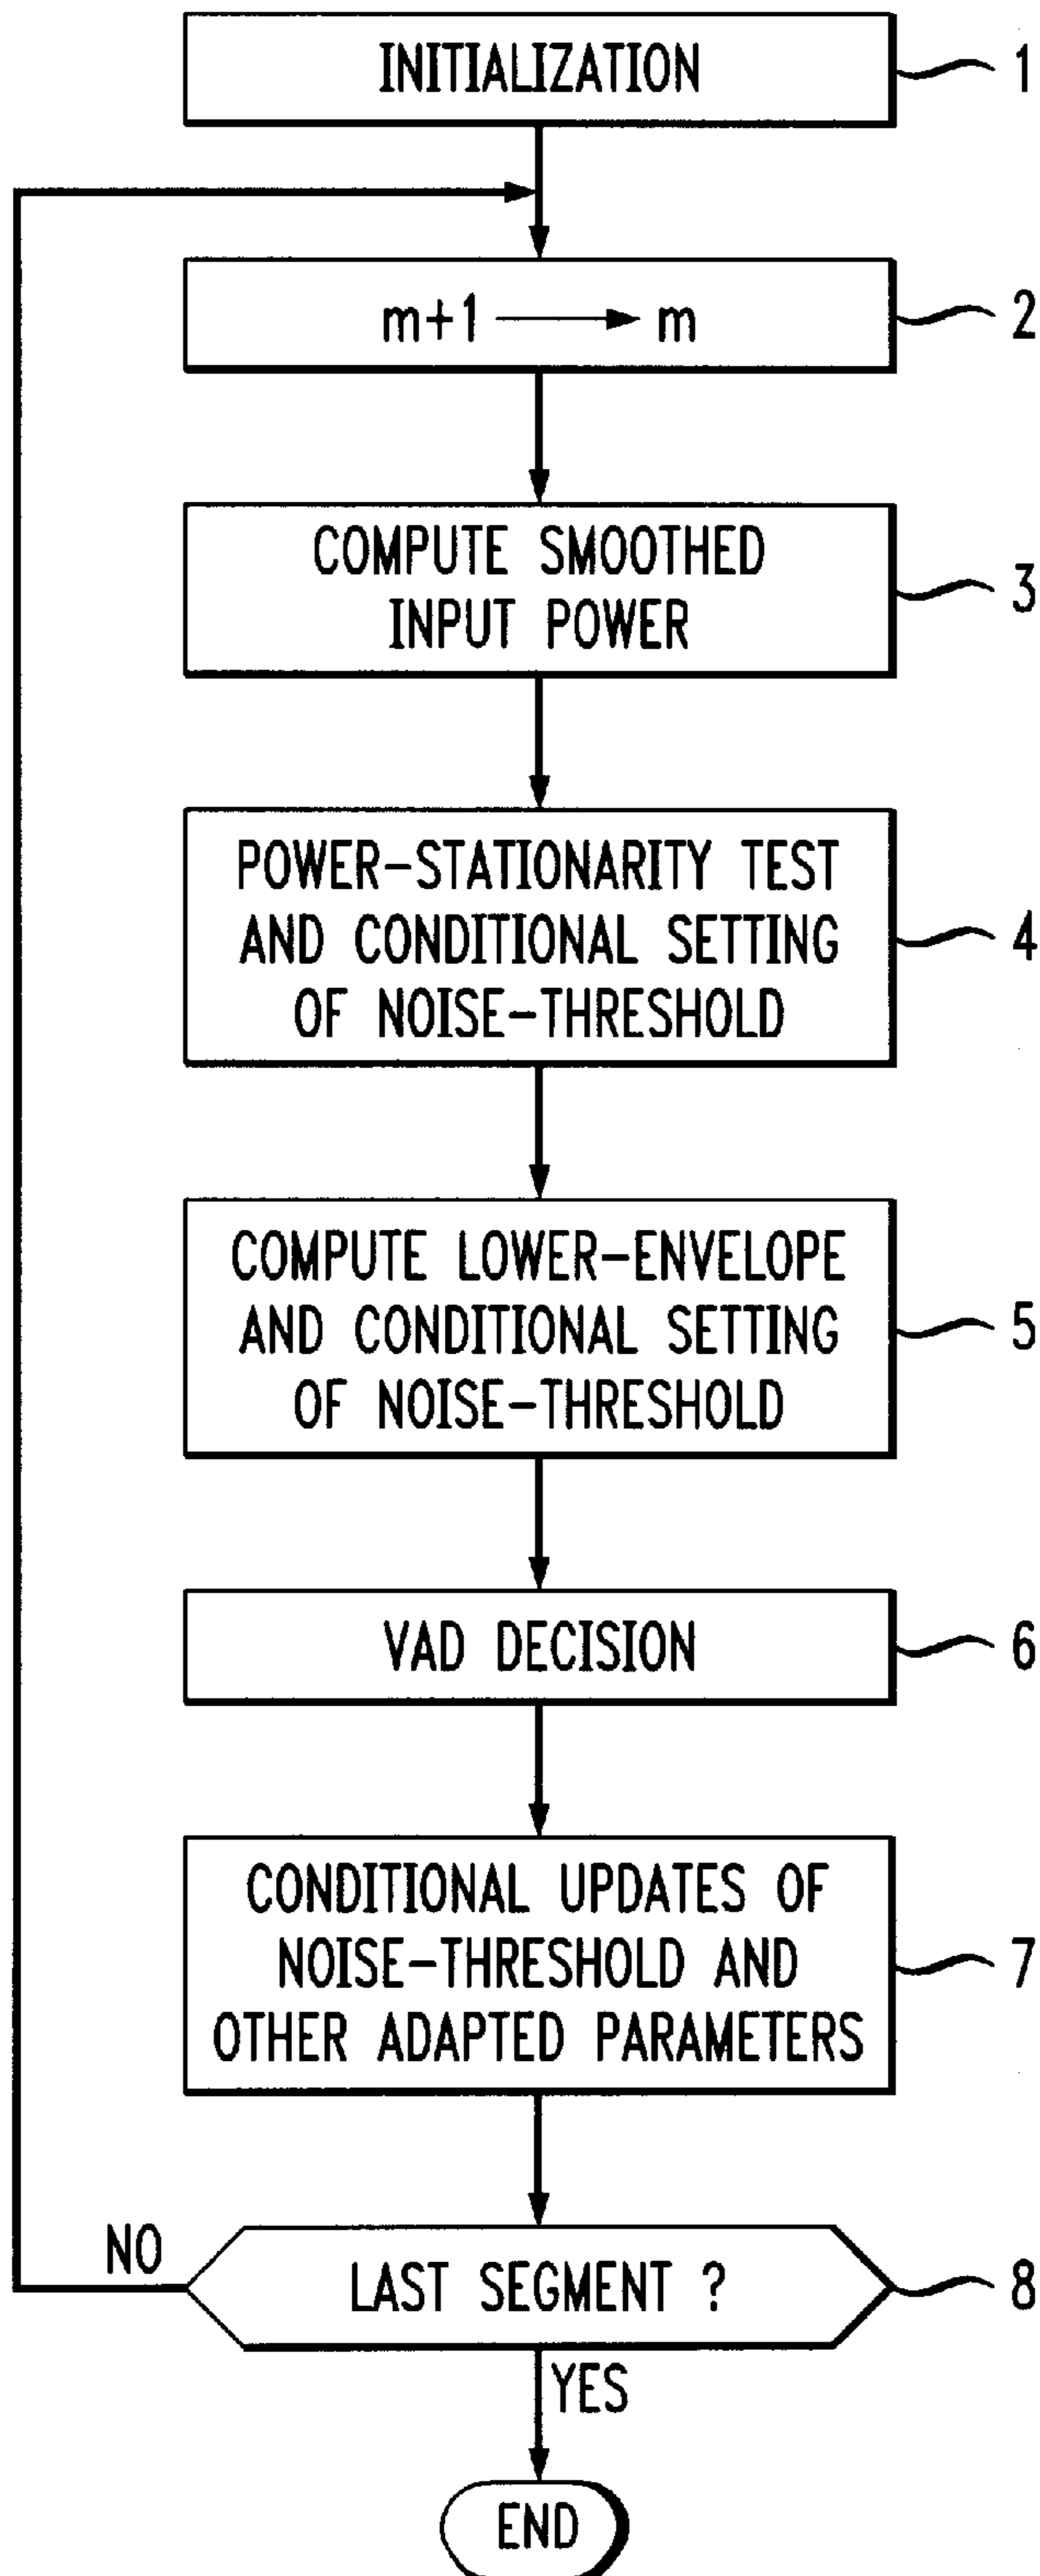 INITIALIZATION
1
m+1 → m
2
COMPUTE SMOOTHED
INPUT POWER
3
POWER-STATIONARITY TEST
AND CONDITIONAL SETTING
OF NOISE-THRESHOLD
4
COMPUTE LOWER-ENVELOPE
AND CONDITIONAL SETTING
OF NOISE-THRESHOLD
5
VAD DECISION
6
CONDITIONAL UPDATES OF
NOISE-THRESHOLD AND
OTHER ADAPTED PARAMETERS
7
NO
LAST SEGMENT ?
8
YES
END